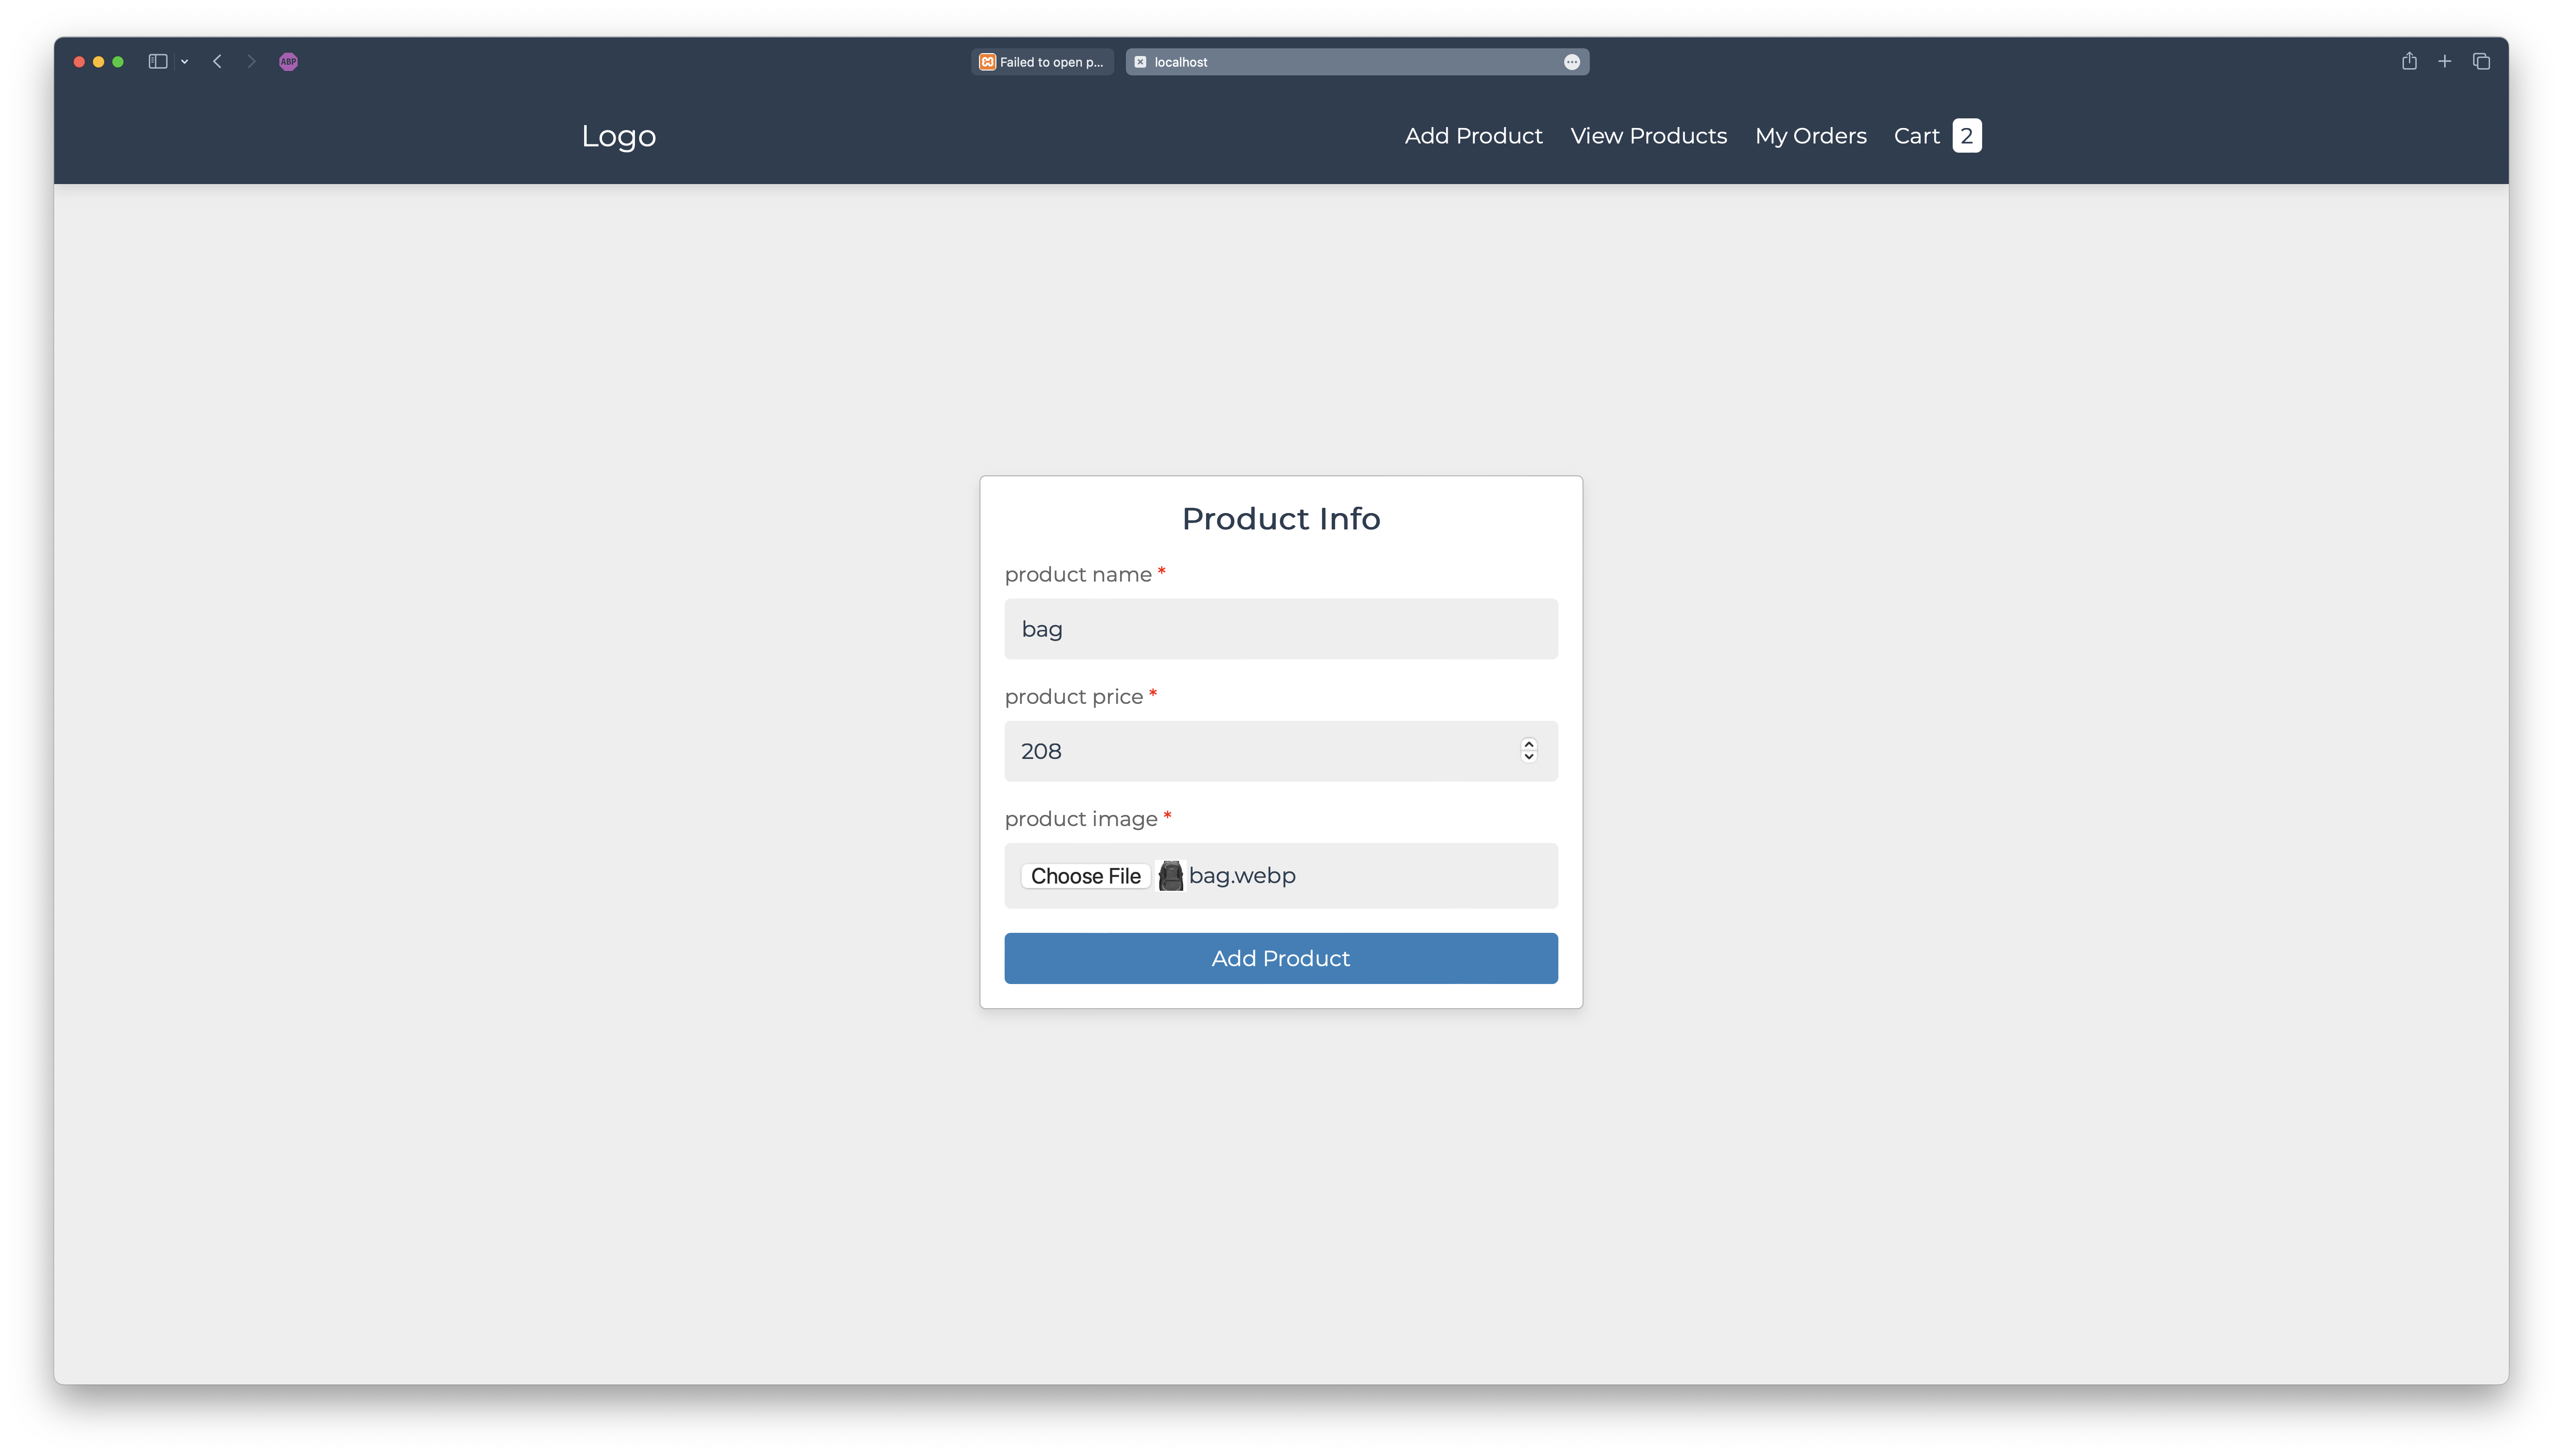 ABP
Failed to open p...
localhost
Logo
Add Product
View Products
My Orders
Cart 2
Product Info
product name *
bag
product price *
208
product image *
Choose File bag.webp
Add Product